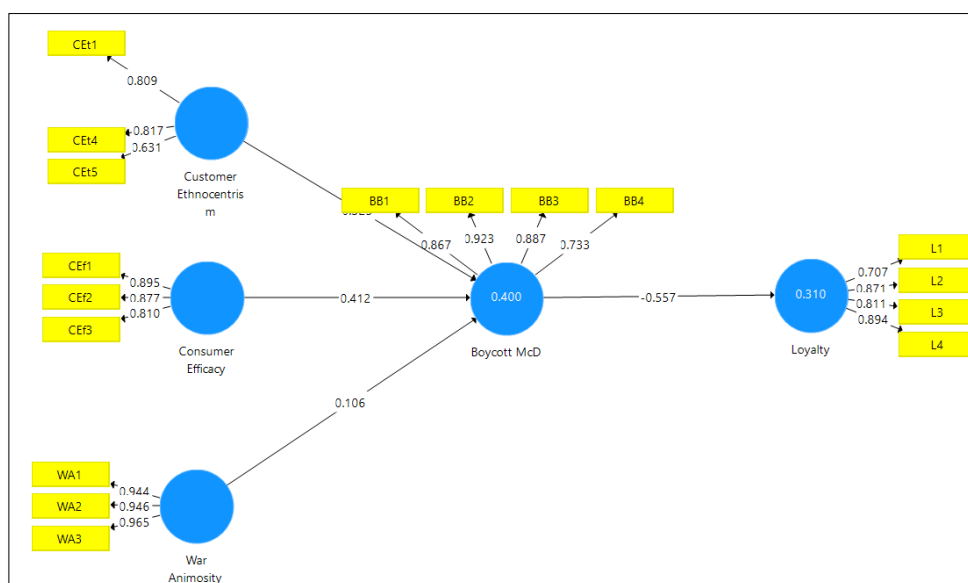 CEt1
0.809
CEt4
0.817
CEt5
0.631
Customer
Ethnocentris
m
BB1
BB2
BB3
BB4
0.867
0.923
0.887
0.733
CEf1
0.895
CEf2
0.877
CEf3
0.810
Consumer
Efficacy
0.412
0.400
Boycott McD
-0.557
0.310
Loyalty
L1
0.707
L2
0.871
L3
0.811
L4
0.894
0.106
WA1
0.944
WA2
0.946
WA3
0.965
War
Animosity